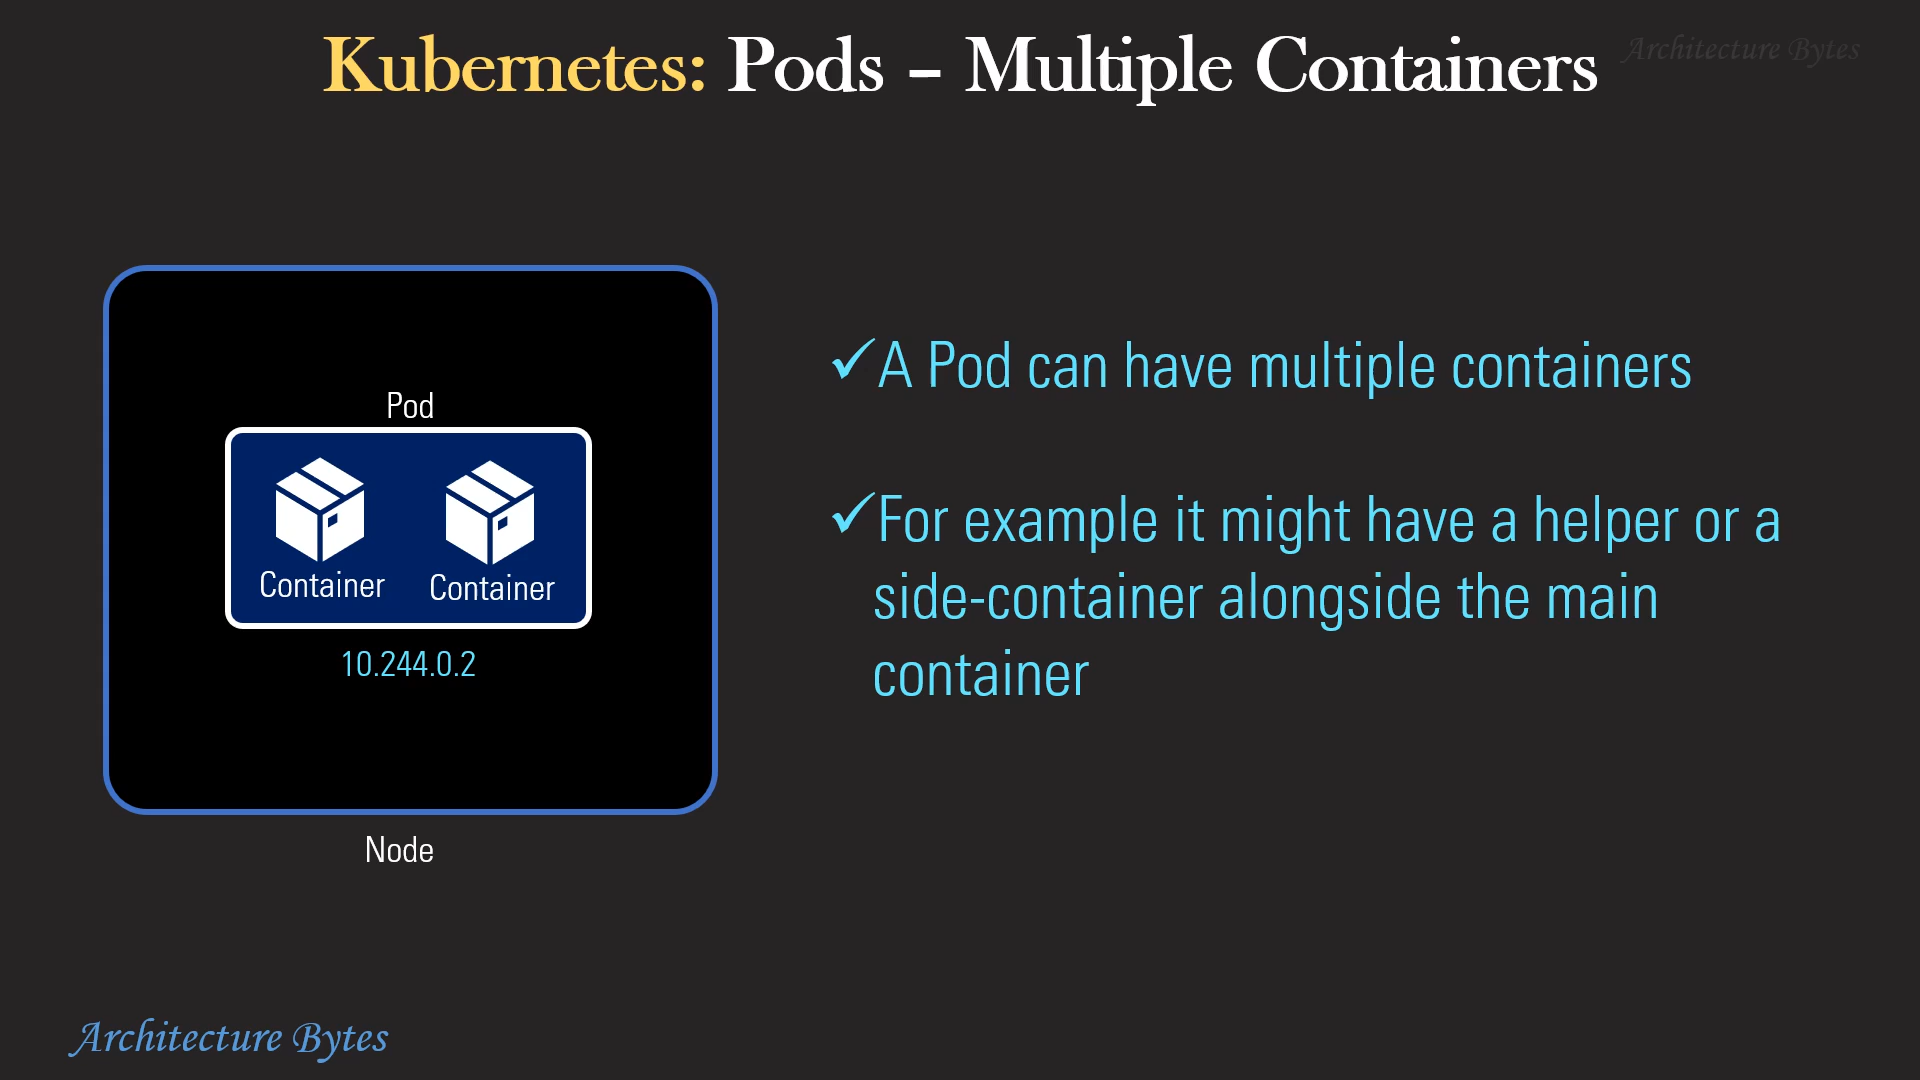 Kubernetes: Pods – Multiple Containers
Architecture Bytes
Pod
Container
Container
10.244.0.2
Node
✓A Pod can have multiple containers
✓For example it might have a helper or a
side-container alongside the main
container
Architecture Bytes